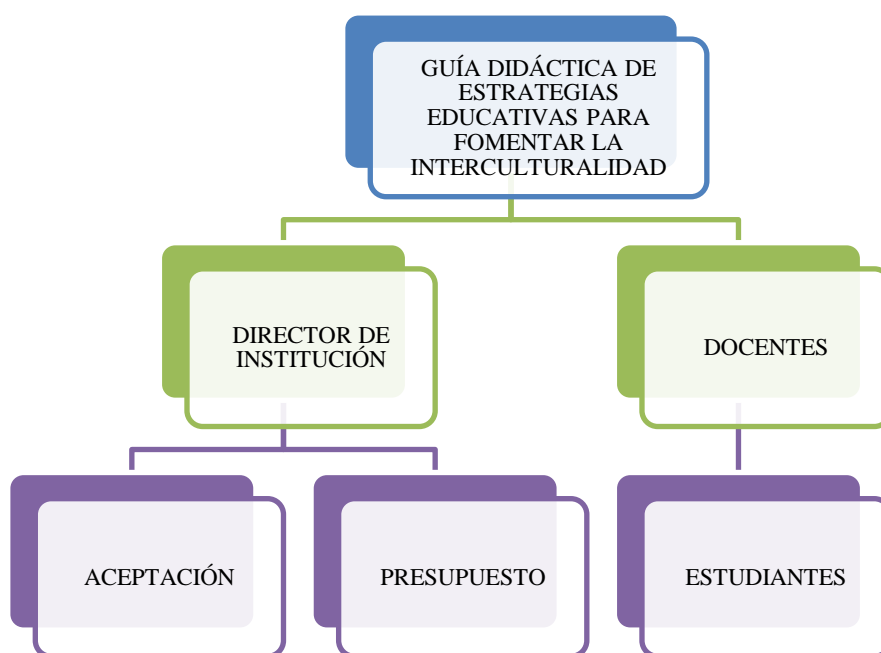 GUÍA DIDÁCTICA DE
ESTRATEGIAS
EDUCATIVAS PARA
FOMENTAR LA
INTERCULTURALIDAD
DIRECTOR DE
INSTITUCIÓN
DOCENTES
ACEPTACIÓN
PRESUPUESTO
ESTUDIANTES